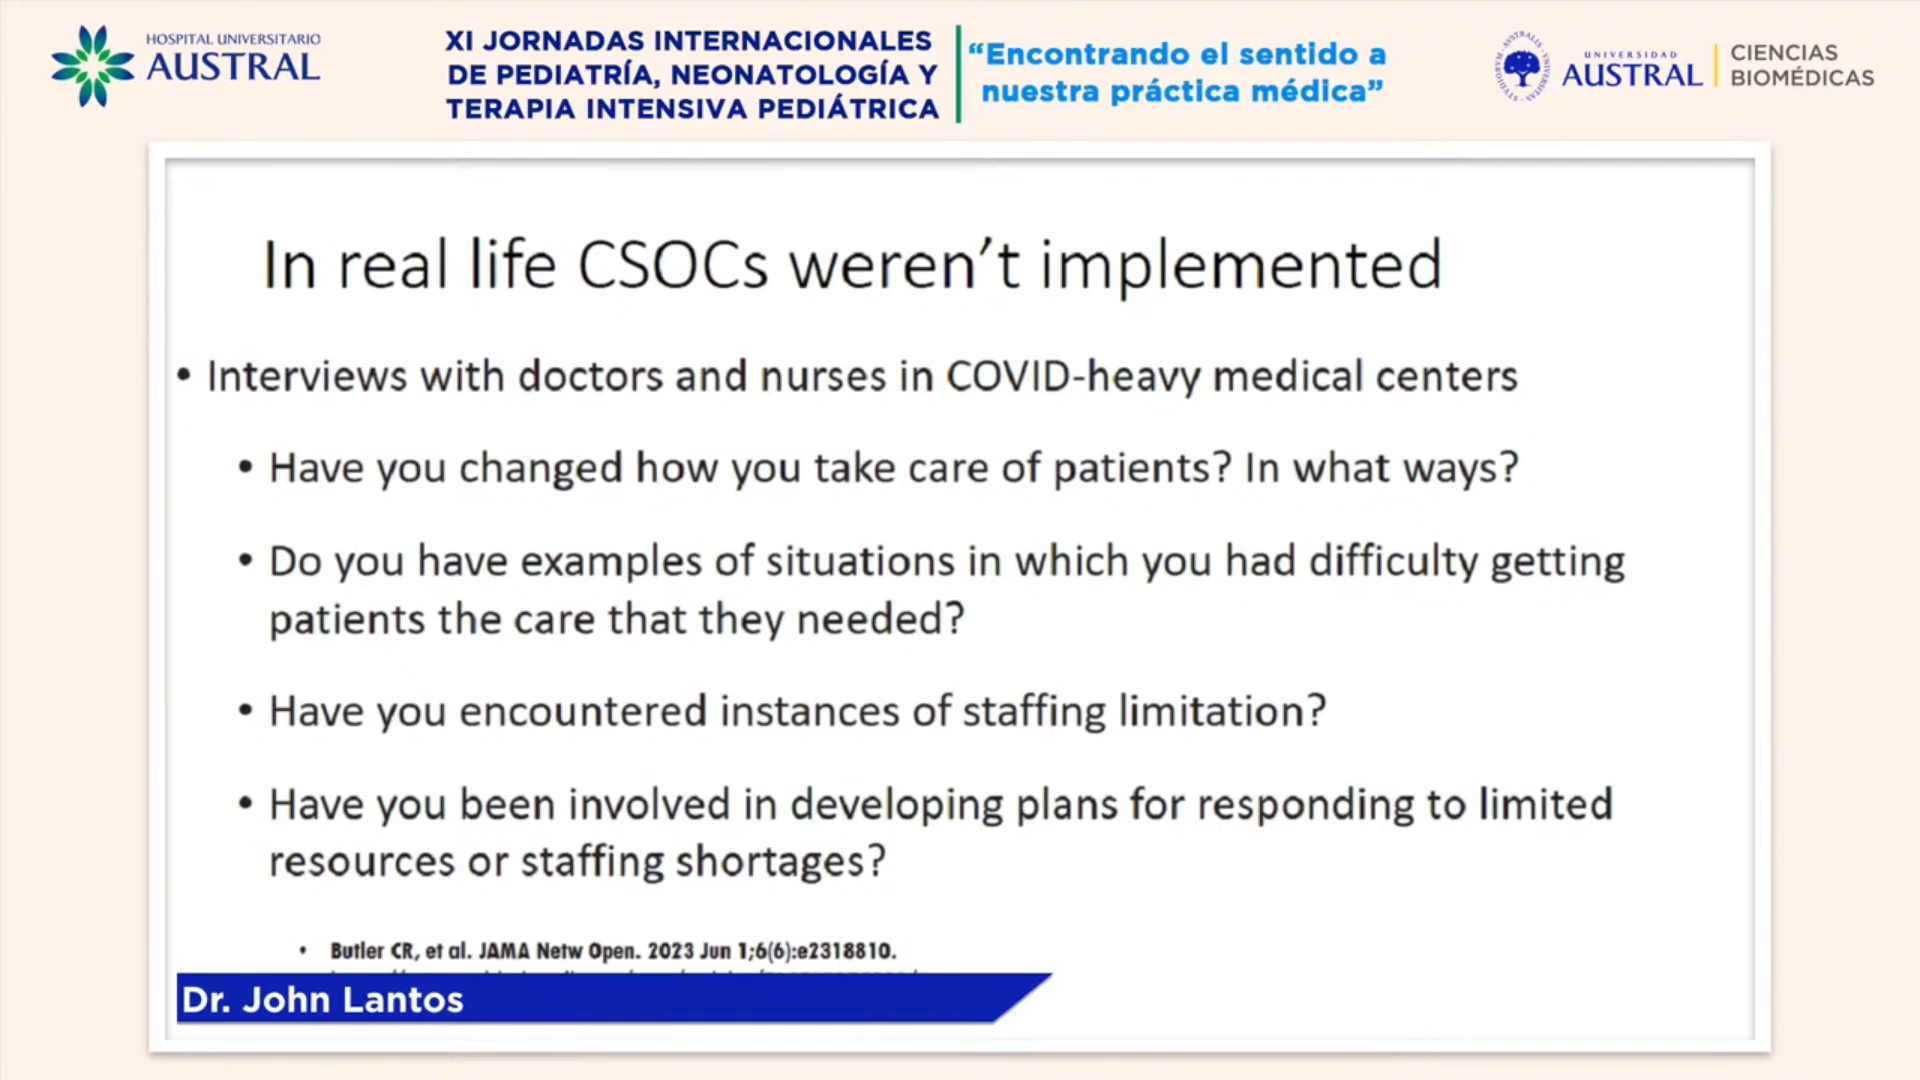 HOSPITAL UNIVERSITARIO
AUSTRAL
XI JORNADAS INTERNACIONALES
DE PEDIATRÍA, NEONATOLOGÍA Y
TERAPIA INTENSIVA PEDIÁTRICA
“Encontrando el sentido a
nuestra práctica médica”
UNIVERSIDAD
AUSTRAL
CIENCIAS
BIOMÉDICAS
In real life CSOCs weren’t implemented
• Interviews with doctors and nurses in COVID-heavy medical centers
• Have you changed how you take care of patients? In what ways?
• Do you have examples of situations in which you had difficulty getting
patients the care that they needed?
• Have you encountered instances of staffing limitation?
• Have you been involved in developing plans for responding to limited
resources or staffing shortages?
• Butler CR, et al. JAMA Netw Open. 2023 Jun 1;6(6):e2318810.
Dr. John Lantos